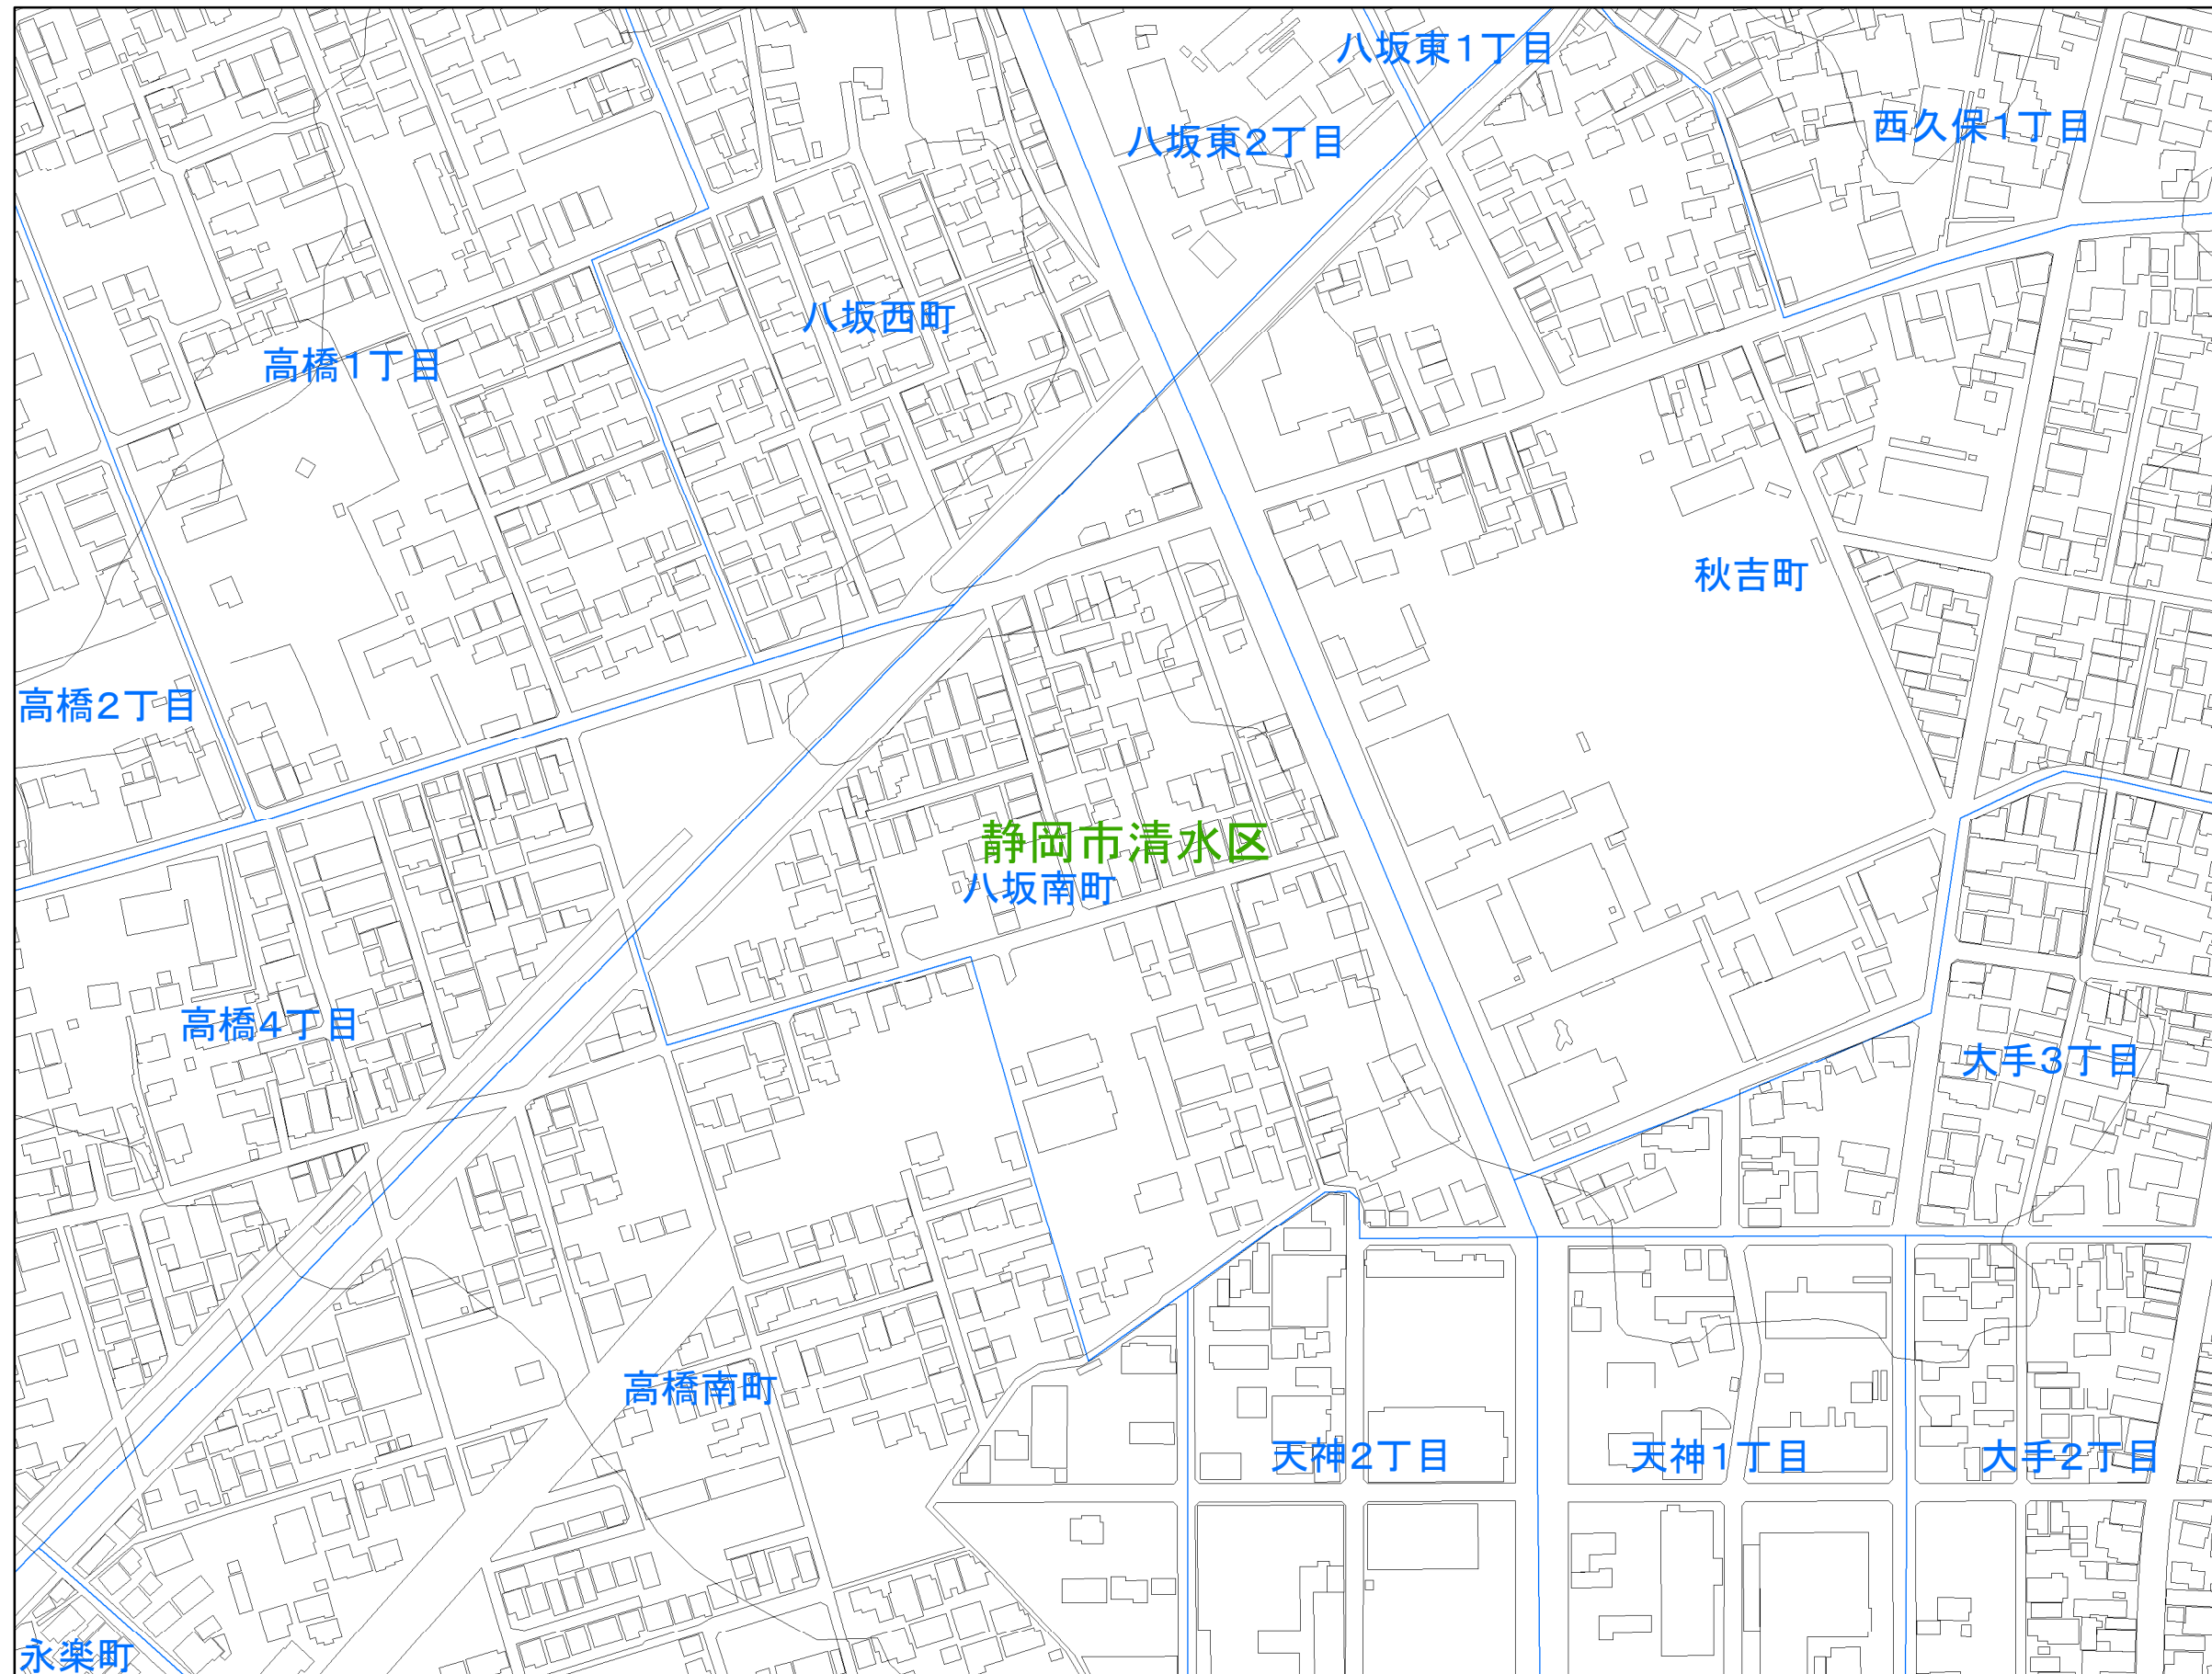 八坂東1丁目
八坂東2丁目
西久保1丁目
八坂西町
高橋1丁目
秋吉町
高橋2丁目
静岡市清水区
八坂南町
高橋4丁目
大手3丁目
高橋南町
天神2丁目
天神1丁目
大手2丁目
永楽町